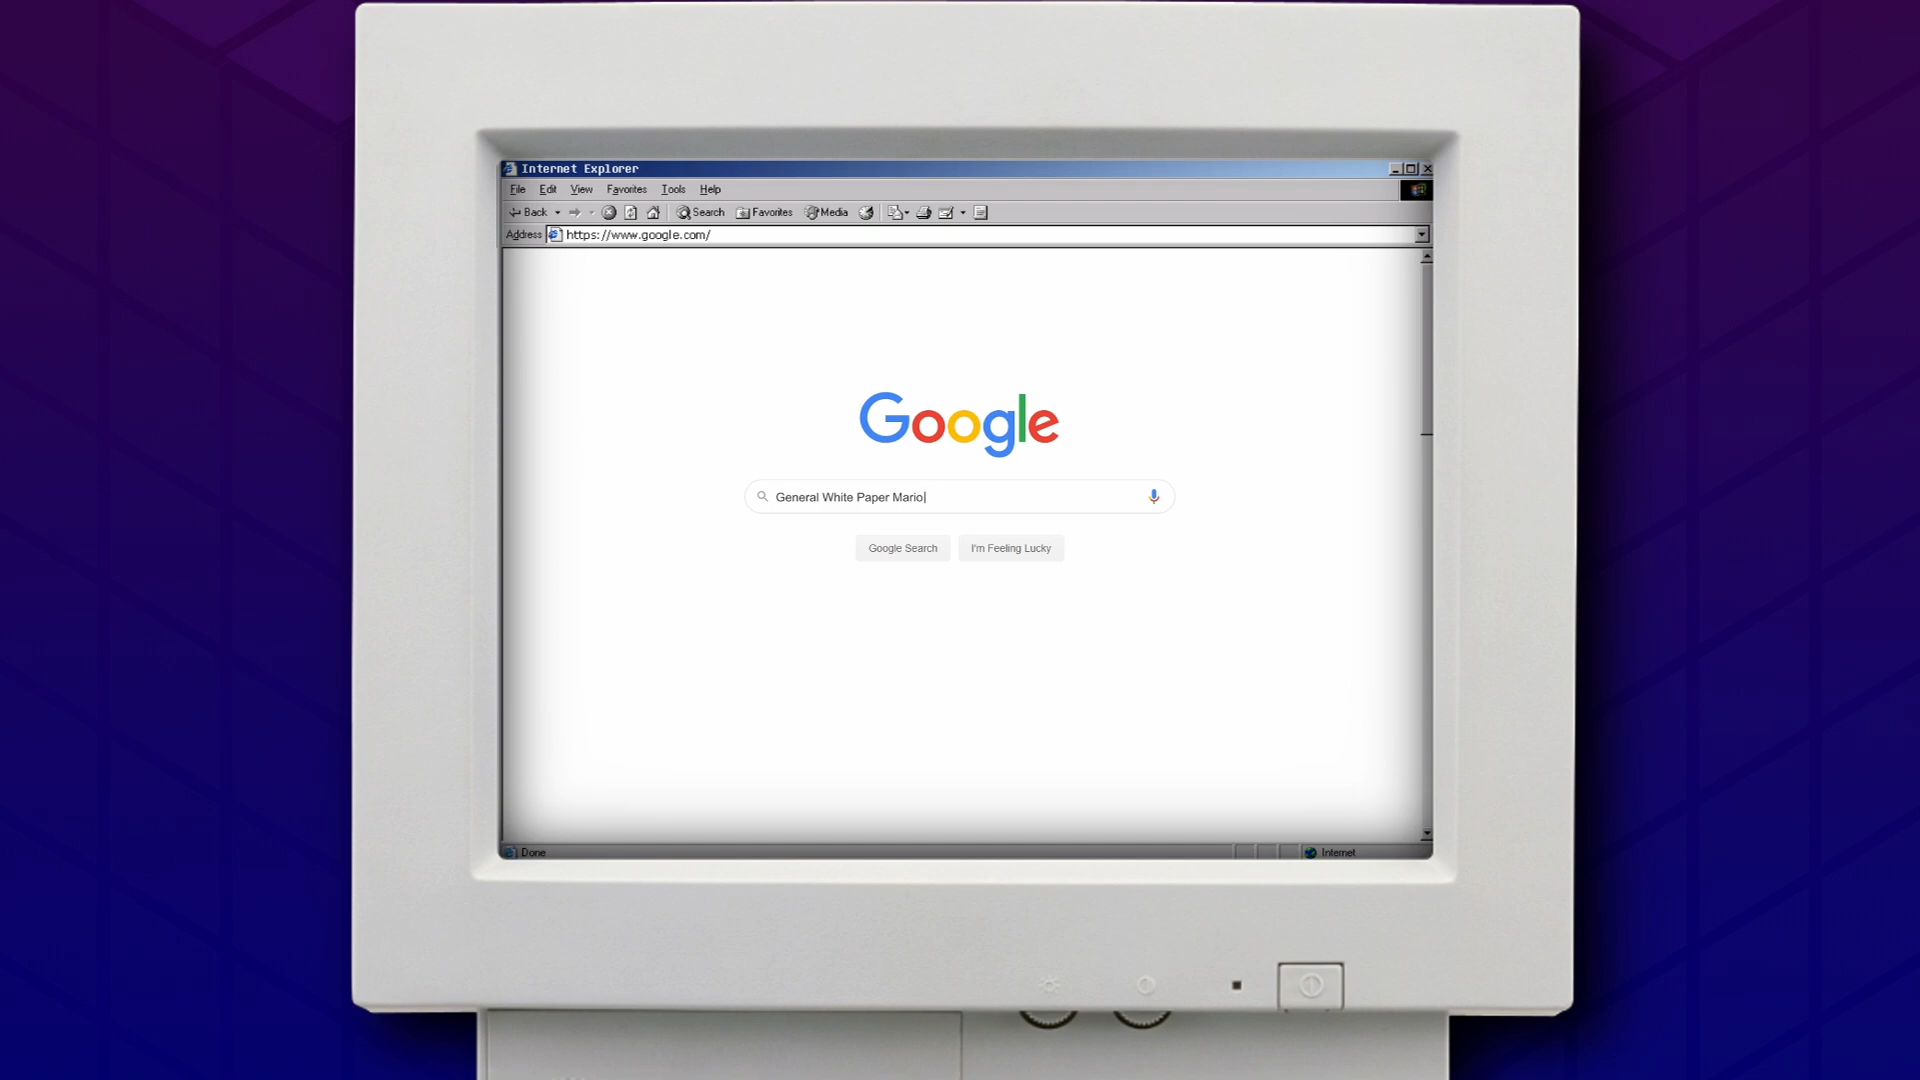 Internet Explorer
File Edit View Favorites Tools Help
Back Search Favorites Media
Address https://www.google.com/
Google
General White Paper Mario
Google Search I'm Feeling Lucky
Done Internet